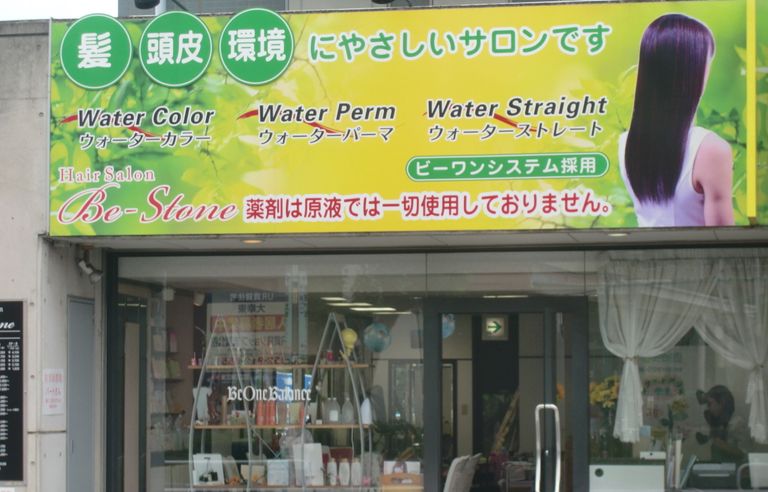 髪 頭皮 環境 にやさしいサロンです
Water Color Water Perm Water Straight
ウォーターカラー ウォーターパーマ ウォーターストレート
ビーワンシステム採用
Hair Salon
Be-Stone 薬剤は原液では一切使用しておりません。
BeOneBalance